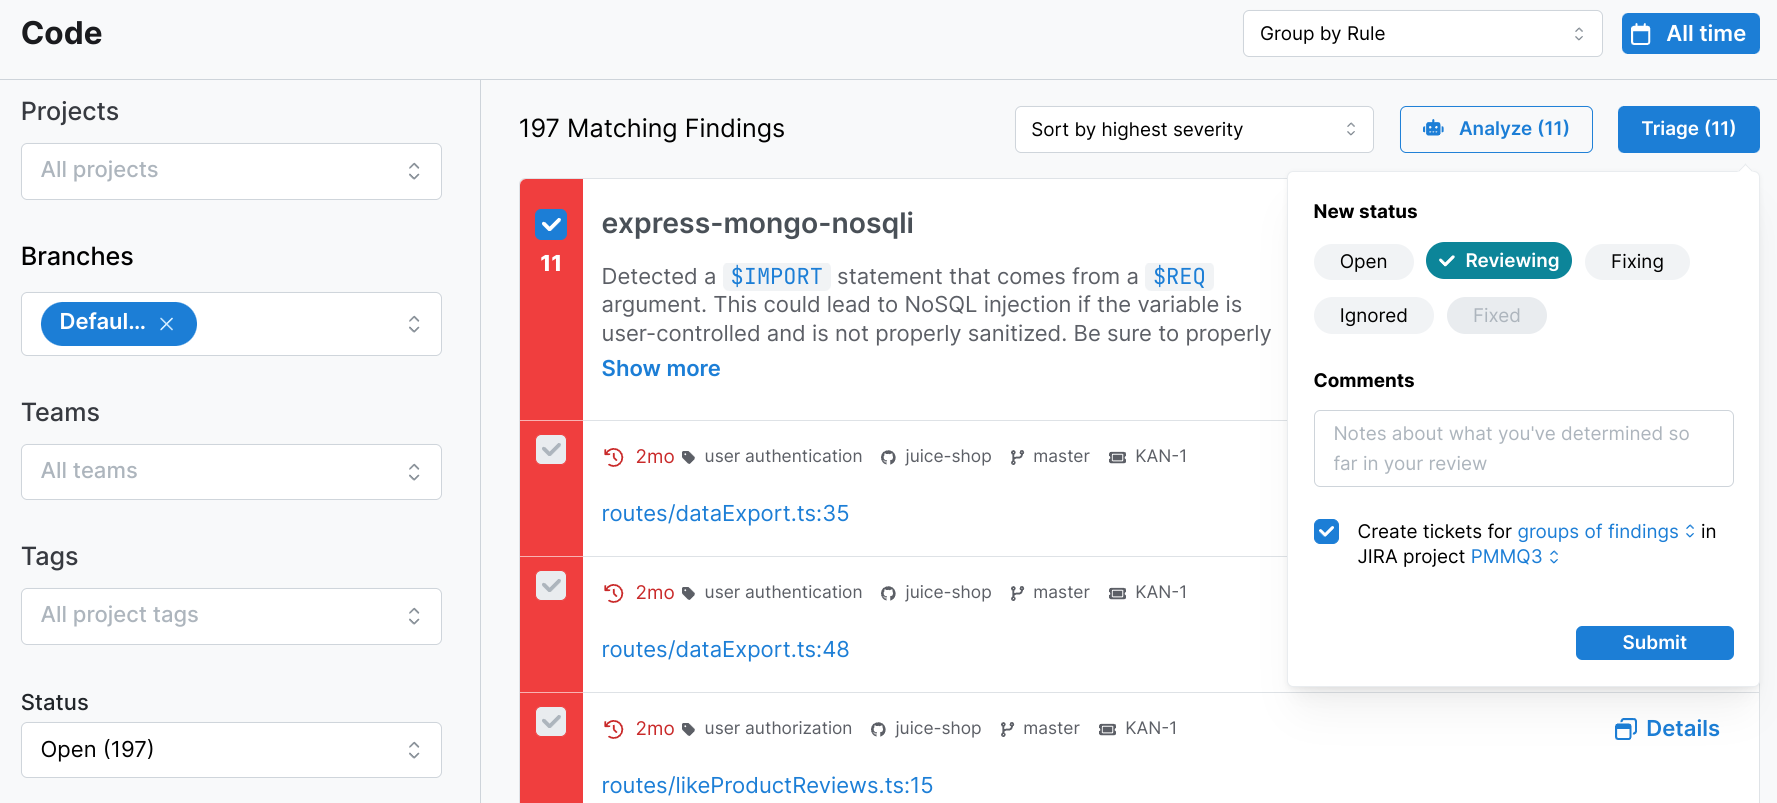 Code
Group by Rule
All time
Projects
All projects
Branches
Defaul...
Teams
All teams
Tags
All project tags
Status
Open (197)
197 Matching Findings
Sort by highest severity
Analyze (11)
Triage (11)
11
express-mongo-nosqli
Detected a $IMPORT statement that comes from a $REQ
argument. This could lead to NoSQL injection if the variable is
user-controlled and is not properly sanitized. Be sure to properly
Show more
2mo user authentication juice-shop master KAN-1
routes/dataExport.ts:35
2mo user authentication juice-shop master KAN-1
routes/dataExport.ts:48
2mo user authorization juice-shop master KAN-1
Details
routes/likeProductReviews.ts:15
New status
Open Reviewing Fixing
Ignored Fixed
Comments
Notes about what you've determined so
far in your review
Create tickets for groups of findings in
JIRA project PMMQ3
Submit